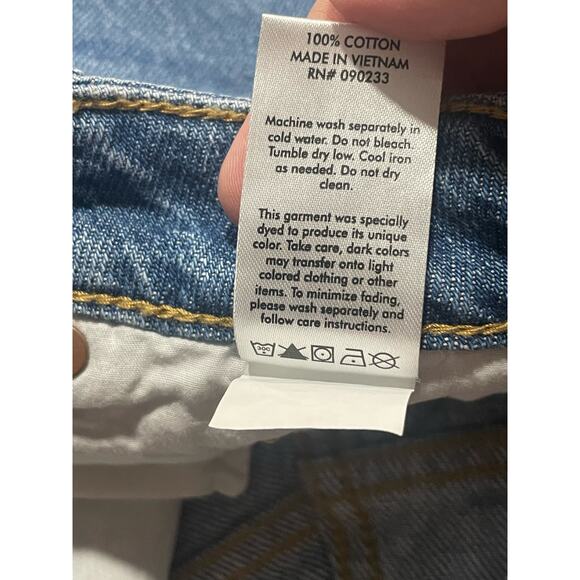 100% COTTON
MADE IN VIETNAM
RN# 090233
Machine wash separately in
cold water. Do not bleach.
Tumble dry low. Cool iron
as needed. Do not dry
clean.
This garment was specially
dyed to produce its unique
color. Take care, dark colors
may transfer onto light
colored clothing or other
items. To minimize fading,
please wash separately and
follow care instructions.
30C